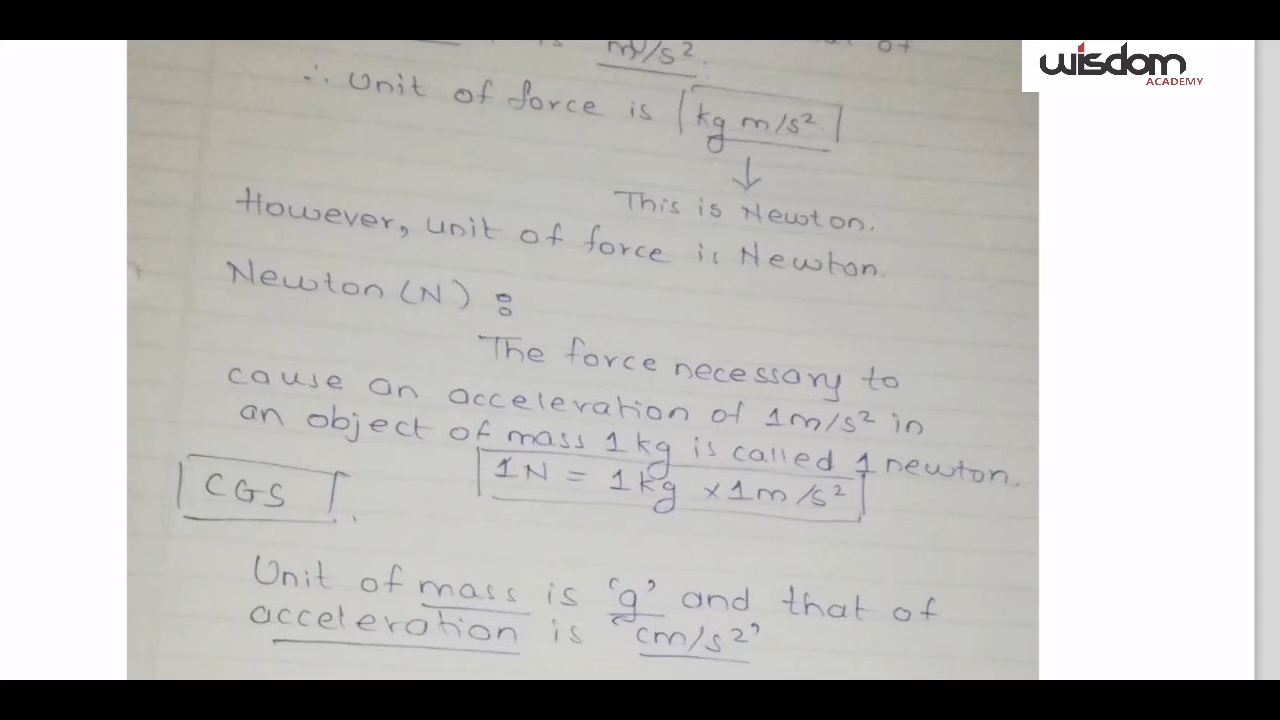 wisdom
ACADEMY
is m/s².
∴ Unit of force is kg m/s².
↓
This is Newton.
However, unit of force is Newton.
Newton (N) :
The force necessary to
cause an acceleration of 1m/s² in
an object of mass 1kg is called 1 newton.
1N = 1kg × 1m/s²
CGS
Unit of mass is 'g' and that of
acceleration is 'cm/s²'